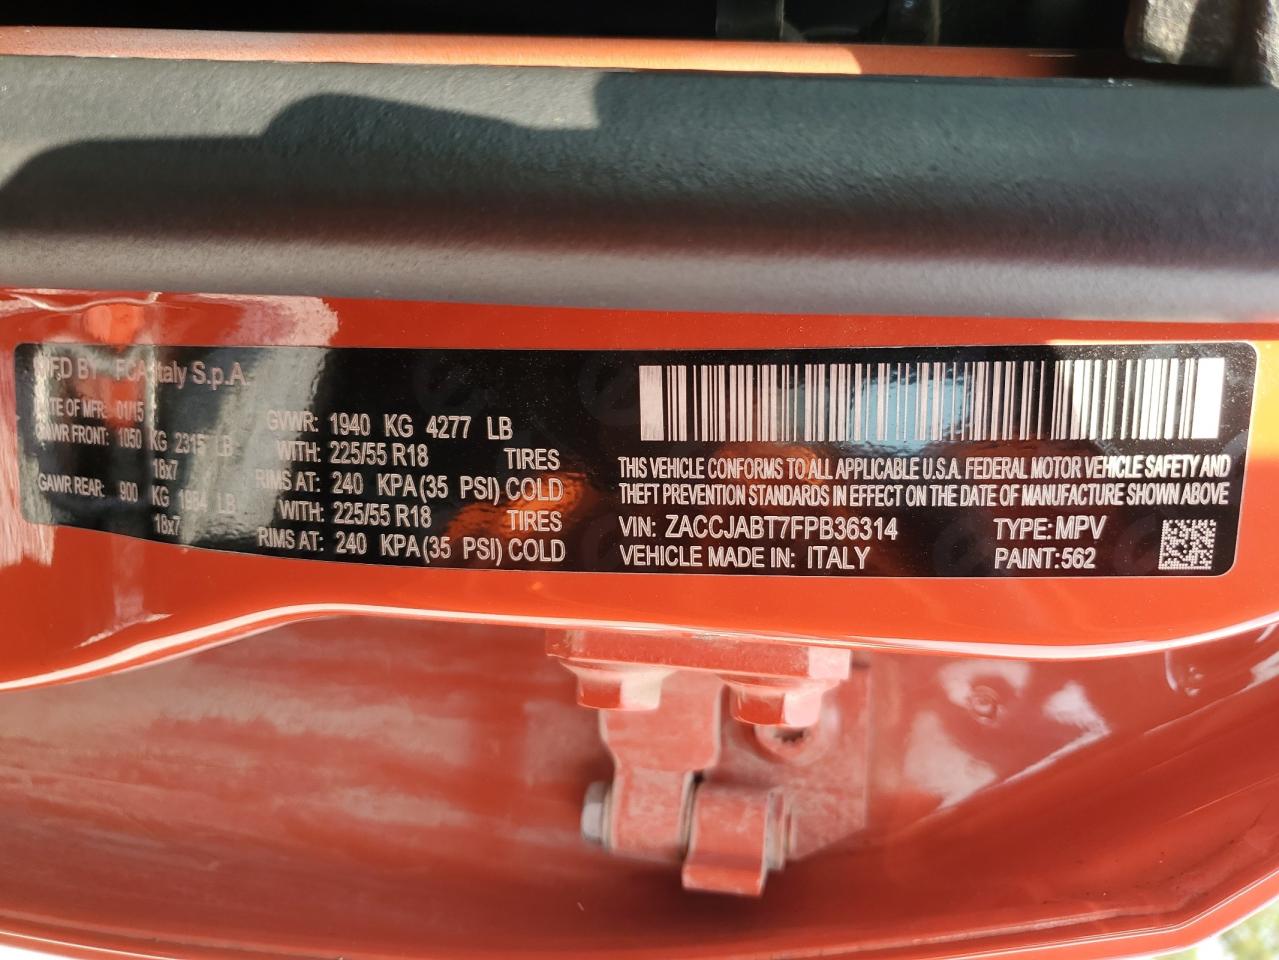 MFD BY FCA Italy S.p.A.
DATE OF MFR: 01/15
GAWR FRONT: 1050 KG 2315 LB
18x7
GAWR REAR: 900 KG 1984 LB
18x7
GVWR: 1940 KG 4277 LB
WITH: 225/55 R18 TIRES
RIMS AT: 240 KPA(35 PSI) COLD
WITH: 225/55 R18 TIRES
RIMS AT: 240 KPA(35 PSI) COLD
THIS VEHICLE CONFORMS TO ALL APPLICABLE U.S.A. FEDERAL MOTOR VEHICLE SAFETY AND
THEFT PREVENTION STANDARDS IN EFFECT ON THE DATE OF MANUFACTURE SHOWN ABOVE
VIN: ZACCJABT7FPB36314 TYPE: MPV
VEHICLE MADE IN: ITALY PAINT: 562